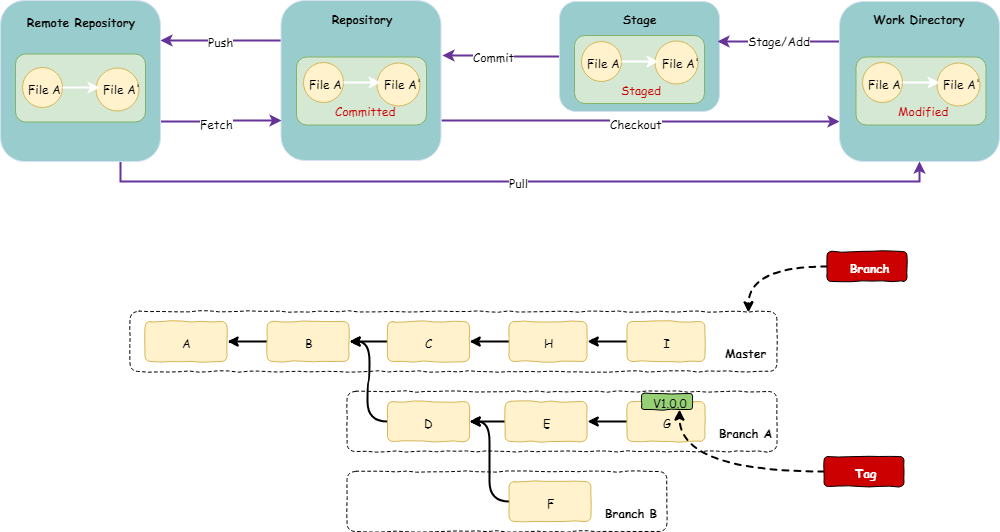 Remote Repository
Repository
Stage
Work Directory
Push
Commit
Stage/Add
File A
File A'
File A
File A'
Committed
File A
File A'
Staged
File A
File A'
Modified
Fetch
Checkout
Pull
Branch
A
B
C
H
I
Master
V1.0.0
D
E
G
Branch A
Tag
F
Branch B